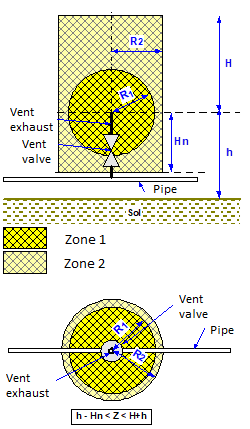 R2
H
R1
Vent
exhaust
Hn
Vent
valve
h
Pipe
Sol
Zone 1
Zone 2
Vent
valve
R1
Pipe
R2
Vent
exhaust
h - Hn < Z < H+h